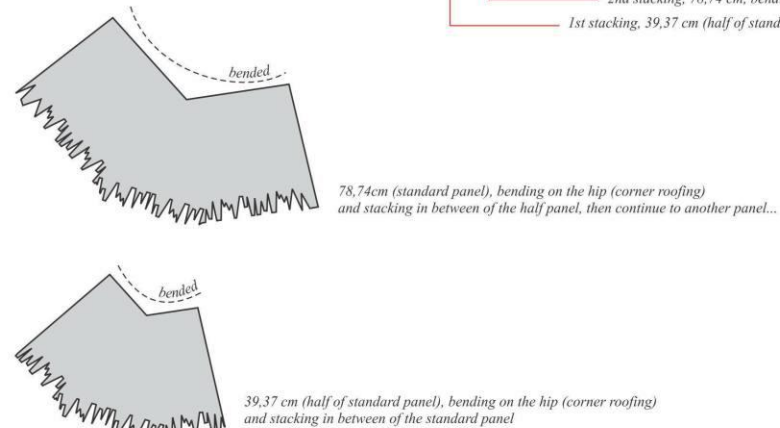 2nd stacking, 78,74 cm, bend
1st stacking, 39,37 cm (half of stand
bended
78,74cm (standard panel), bending on the hip (corner roofing)
and stacking in between of the half panel, then continue to another panel...
bended
39,37 cm (half of standard panel), bending on the hip (corner roofing)
and stacking in between of the standard panel